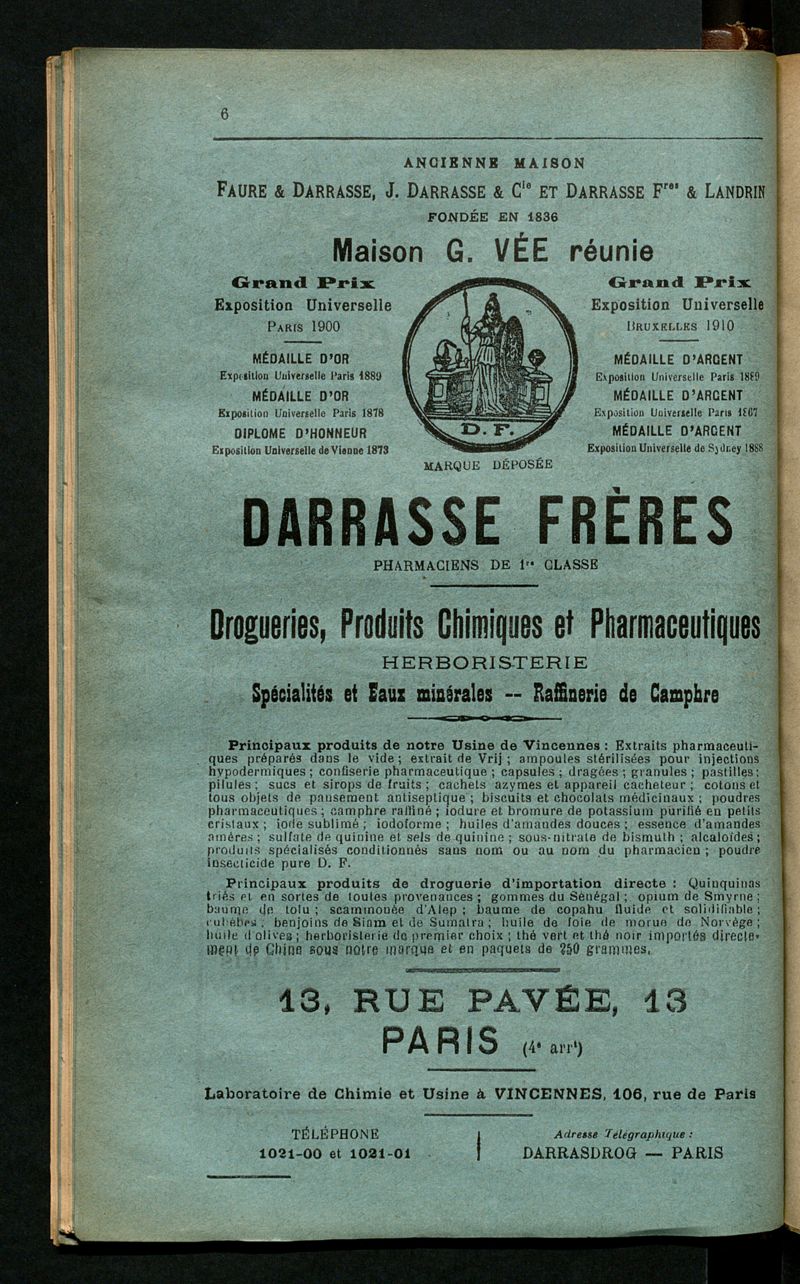 6
ANCIENNE MAISON
FAURE & DARRASSE, J. DARRASSE & Cie ET DARRASSE Fres & LANDRIN
FONDÉE EN 1836
Maison G. VÉE réunie
Grand Prix
Exposition Universelle
PARIS 1900
MÉDAILLE D'OR
Exposition Universelle Paris 1889
MÉDAILLE D'OR
Exposition Universelle Paris 1878
DIPLOME D'HONNEUR
Exposition Universelle de Vienne 1873
D. F.
MARQUE DÉPOSÉE
Grand Prix
Exposition Universelle
BRUXELLES 1910
MÉDAILLE D'ARGENT
Exposition Universelle Paris 1889
MÉDAILLE D'ARGENT
Exposition Universelle Paris 1867
MÉDAILLE D'ARGENT
Exposition Universelle de Sydney 1888
DARRASSE FRÈRES
PHARMACIENS DE 1re CLASSE
Drogueries, Produits Chimiques et Pharmaceutiques
HERBORISTERIE
Spécialités et Eaux minérales -- Raffinerie de Camphre
Principaux produits de notre Usine de Vincennes : Extraits pharmaceuti-
ques préparés dans le vide ; extrait de Vrij ; ampoules stérilisées pour injections
hypodermiques ; confiserie pharmaceutique ; capsules ; dragées ; granules ; pastilles ;
pilules ; sucs et sirops de fruits ; cachets azymes et appareil cacheteur ; cotons et
tous objets de pansement antiseptique ; biscuits et chocolats médicinaux ; poudres
pharmaceutiques ; camphre raffiné ; iodure et bromure de potassium purifié en petits
cristaux ; iode sublimé ; iodoforme ; huiles d'amandes douces ; essence d'amandes
amères ; sulfate de quinine et sels de quinine ; sous-nitrate de bismuth ; alcaloïdes ;
produits spécialisés conditionnés sans nom ou au nom du pharmacien ; poudre
insecticide pure D. F.
Principaux produits de droguerie d'importation directe : Quinquinas
triés et en sortes de toutes provenances ; gommes du Sénégal ; opium de Smyrne ;
baume de tolu ; scammonée d'Alep ; baume de copahu fluide et solidifiable ;
cubèbes ; benjoins de Siam et de Sumatra ; huile de foie de morue de Norvège ;
huile d'olives ; herboristerie de premier choix ; thé vert et thé noir importés directe-
ment de Chine sous notre marque et en paquets de 250 grammes.
13, RUE PAVÉE, 13
PARIS (4e arrt)
Laboratoire de Chimie et Usine à VINCENNES, 106, rue de Paris
TÉLÉPHONE
1021-00 et 1021-01
Adresse Télégraphique :
DARRASDROG — PARIS